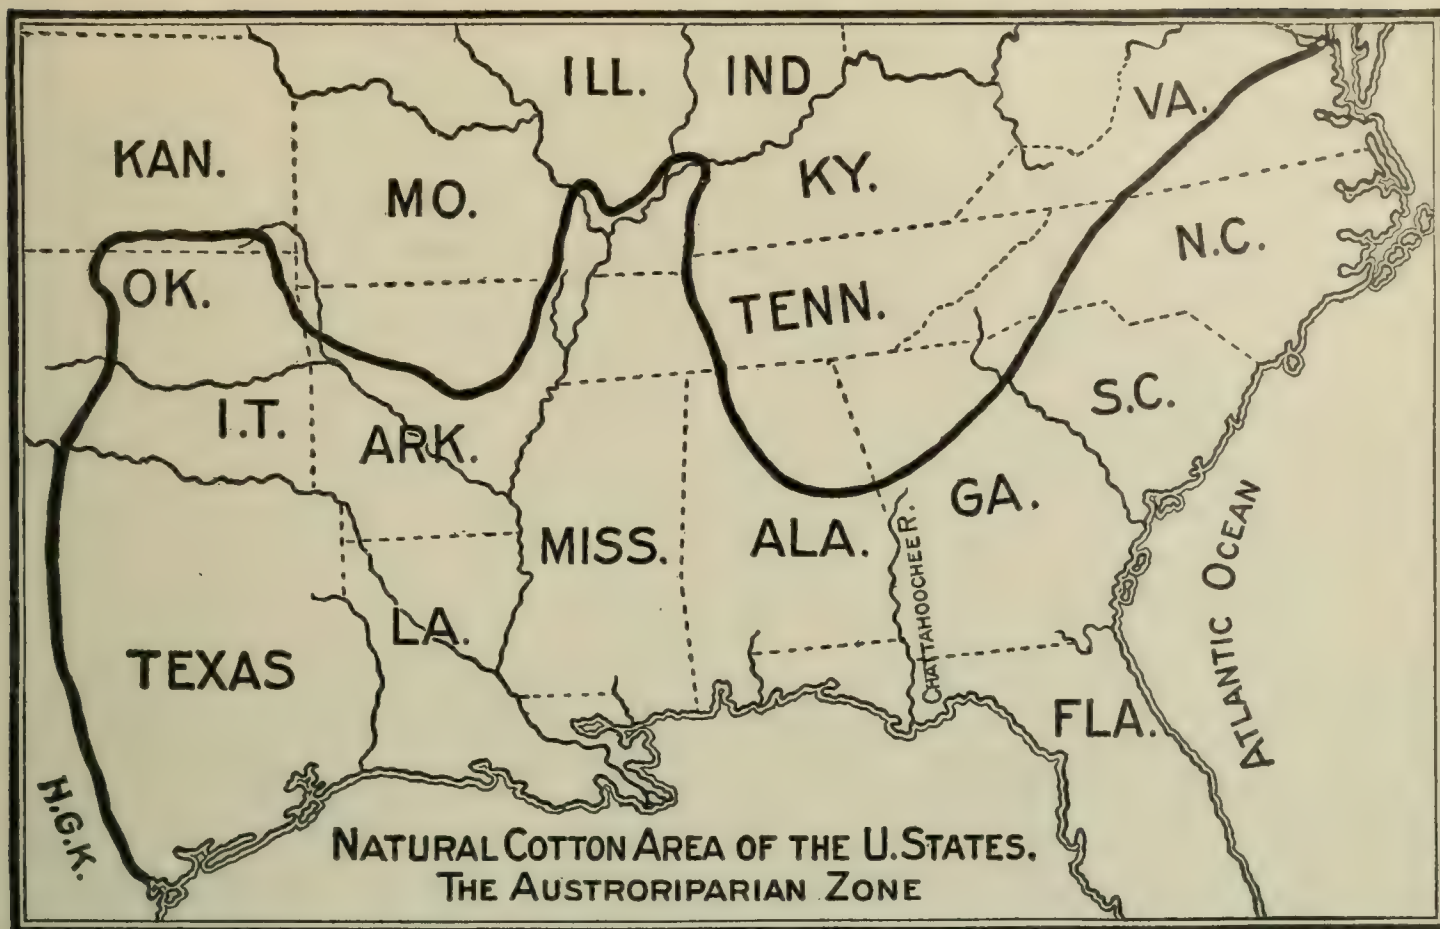 ILL.
IND
VA.
KAN.
MO.
KY.
N.C.
OK.
TENN.
S.C.
I.T.
ARK.
GA.
MISS.
ALA.
CHATTAHOOCHEE R.
ATLANTIC OCEAN
LA.
TEXAS
FLA.
H.G.K.
NATURAL COTTON AREA OF THE U.STATES.
THE AUSTRORIPARIAN ZONE